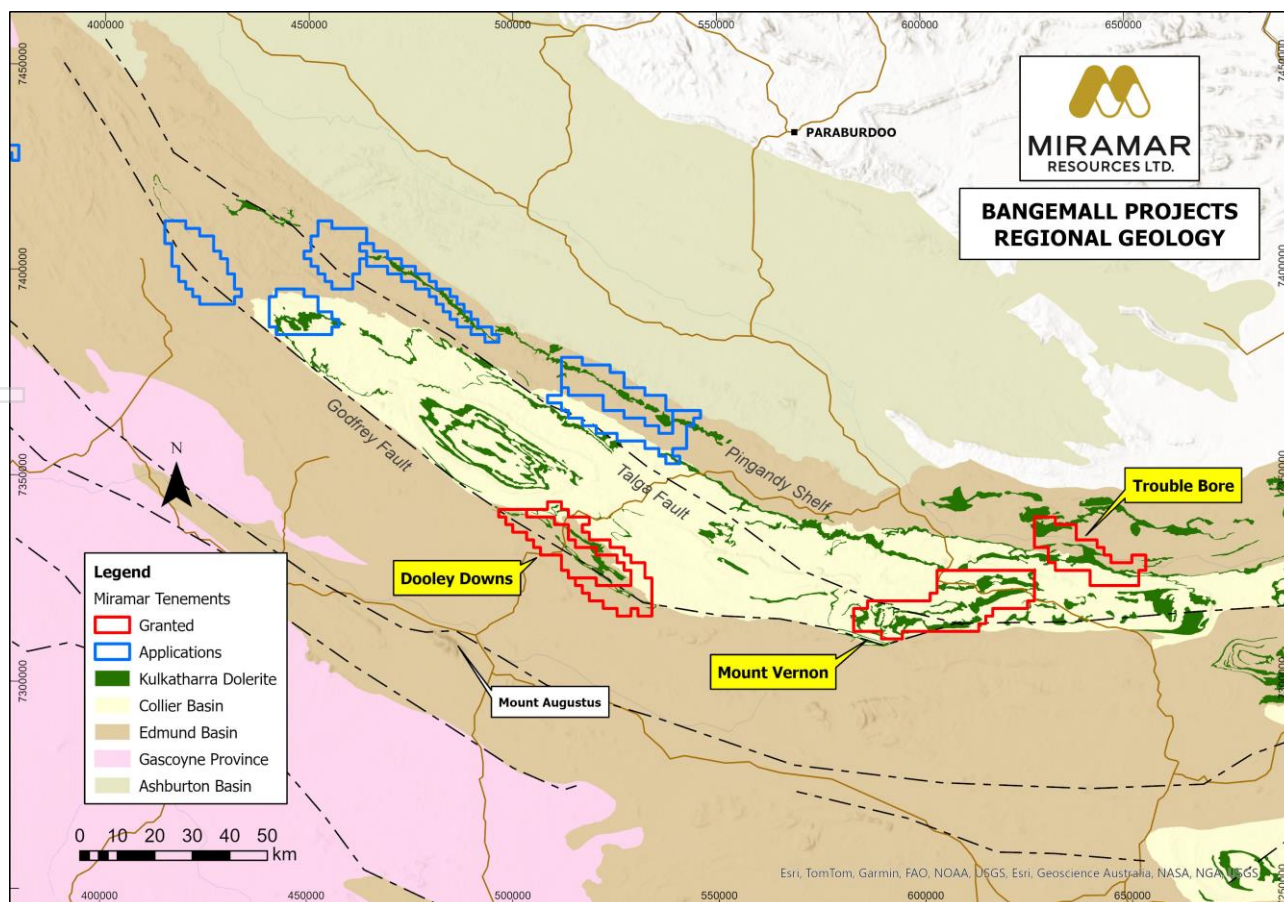 400000
450000
500000
550000
600000
650000
7450000
7450000
MIRAMAR
RESOURCES LTD.
PARABURDOO
BANGEMALL PROJECTS
REGIONAL GEOLOGY
7400000
7400000
Godfrey Fault
Talga Fault
Pingandy Shelf
7350000
N
Trouble Bore
Dooley Downs
Mount Vernon
Mount Augustus
7300000
Legend
Miramar Tenements
Granted
Applications
Kulkatharra Dolerite
Collier Basin
Edmund Basin
Gascoyne Province
Ashburton Basin
0 10 20 30 40 50
km
Esri, TomTom, Garmin, FAO, NOAA, USGS, Esri, Geoscience Australia, NASA, NGA, USGS
400000
450000
500000
550000
600000
650000